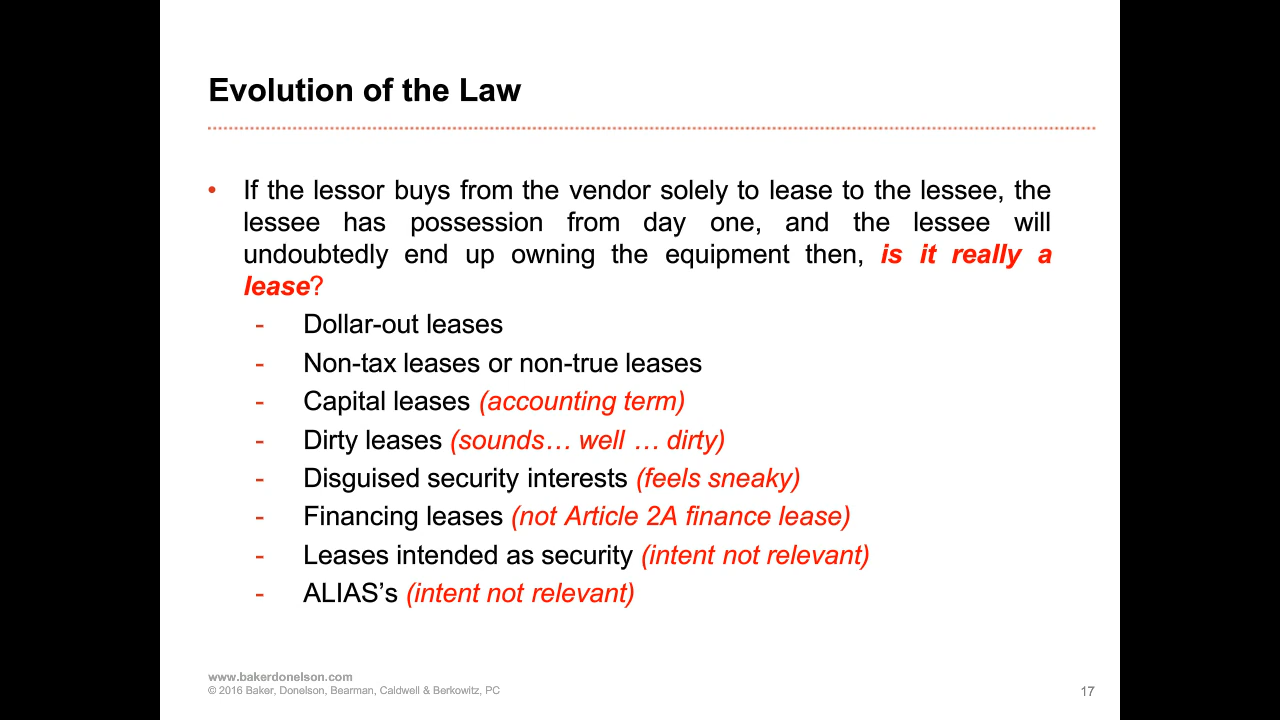 Evolution of the Law
• If the lessor buys from the vendor solely to lease to the lessee, the
lessee has possession from day one, and the lessee will
undoubtedly end up owning the equipment then, is it really a
lease?
- Dollar-out leases
- Non-tax leases or non-true leases
- Capital leases (accounting term)
- Dirty leases (sounds… well … dirty)
- Disguised security interests (feels sneaky)
- Financing leases (not Article 2A finance lease)
- Leases intended as security (intent not relevant)
- ALIAS’s (intent not relevant)
www.bakerdonelson.com
© 2016 Baker, Donelson, Bearman, Caldwell & Berkowitz, PC
17